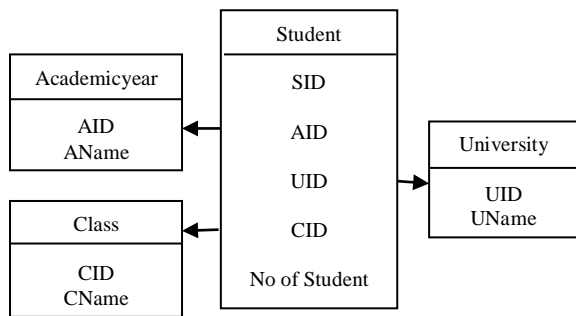 Student
SID
AID
UID
CID
No of Student
Academicyear
AID
AName
Class
CID
CName
University
UID
UName